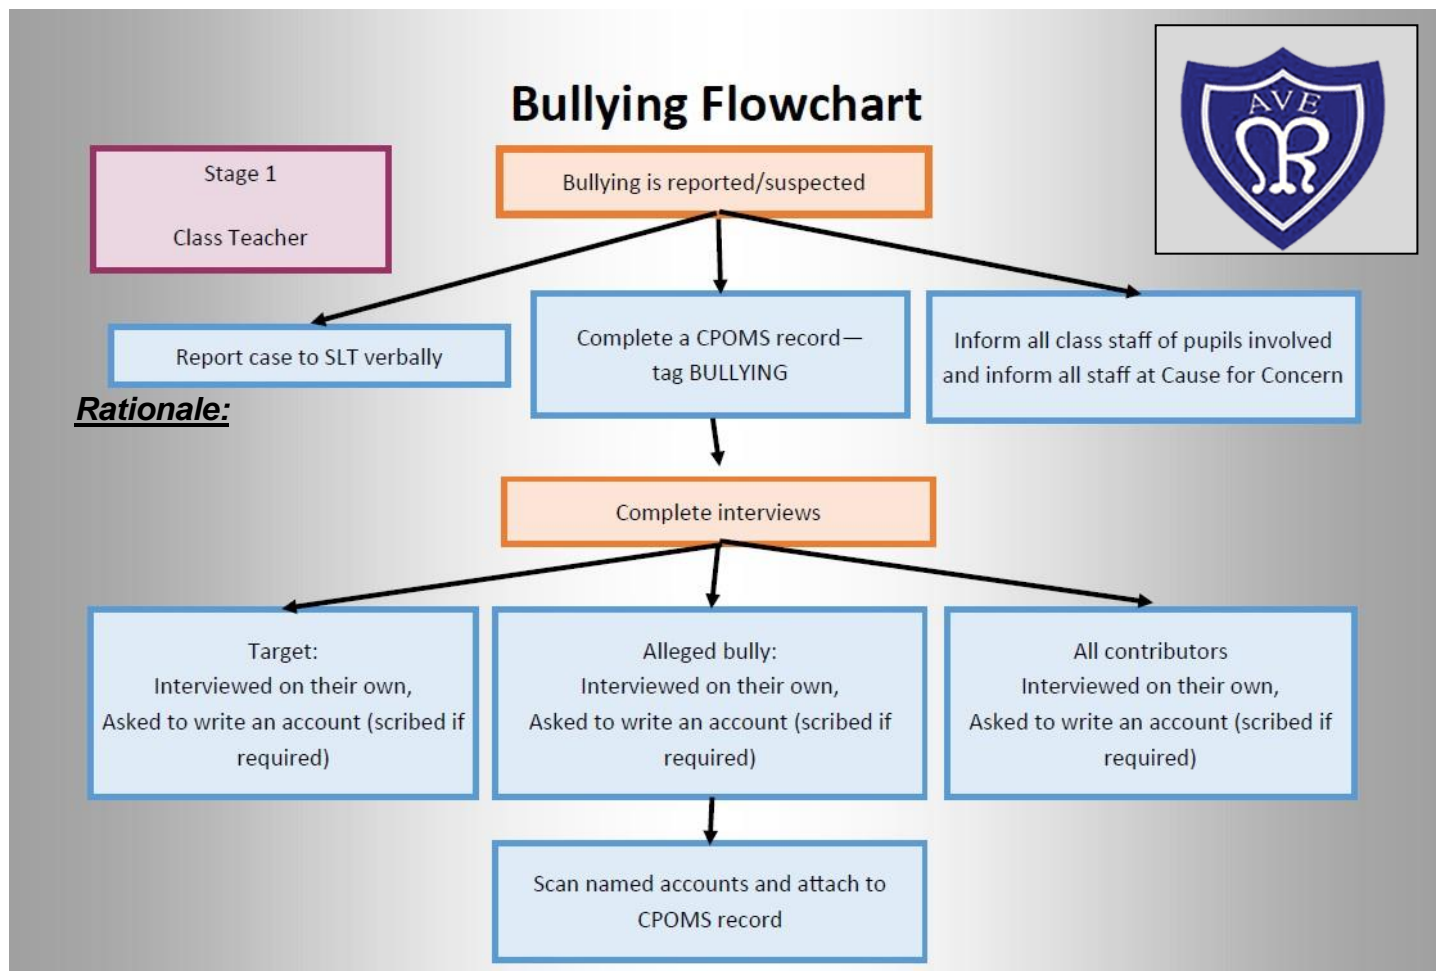 AVE
MR
Bullying Flowchart
Stage 1
Class Teacher
Bullying is reported/suspected
Report case to SLT verbally
Complete a CPOMS record—
tag BULLYING
Inform all class staff of pupils involved
and inform all staff at Cause for Concern
Rationale:
Complete interviews
Target:
Interviewed on their own,
Asked to write an account (scribed if
required)
Alleged bully:
Interviewed on their own,
Asked to write an account (scribed if
required)
All contributors
Interviewed on their own,
Asked to write an account (scribed if
required)
Scan named accounts and attach to
CPOMS record